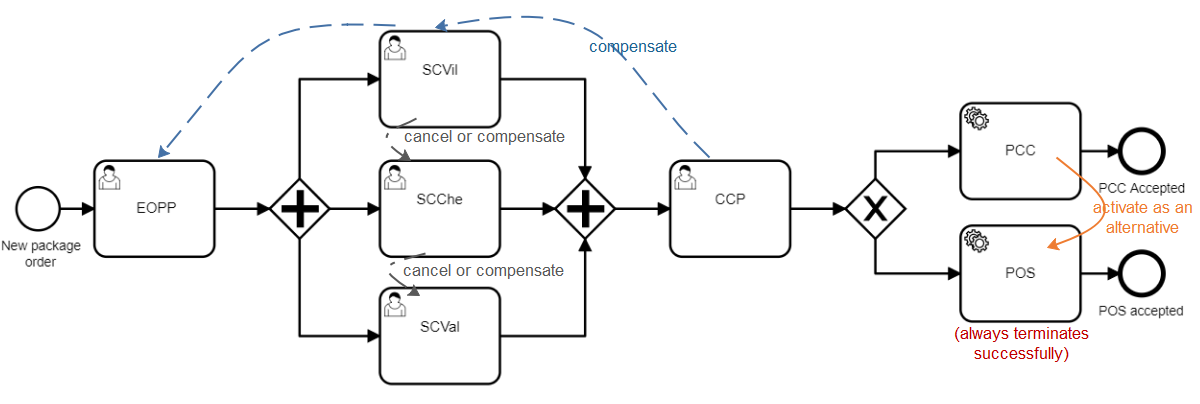 compensate
SCVil
cancel or compensate
EOPP
SCChe
CCP
PCC
New package
order
PCC Accepted
activate as an
alternative
cancel or compensate
SCVal
POS
POS accepted
(always terminates
successfully)